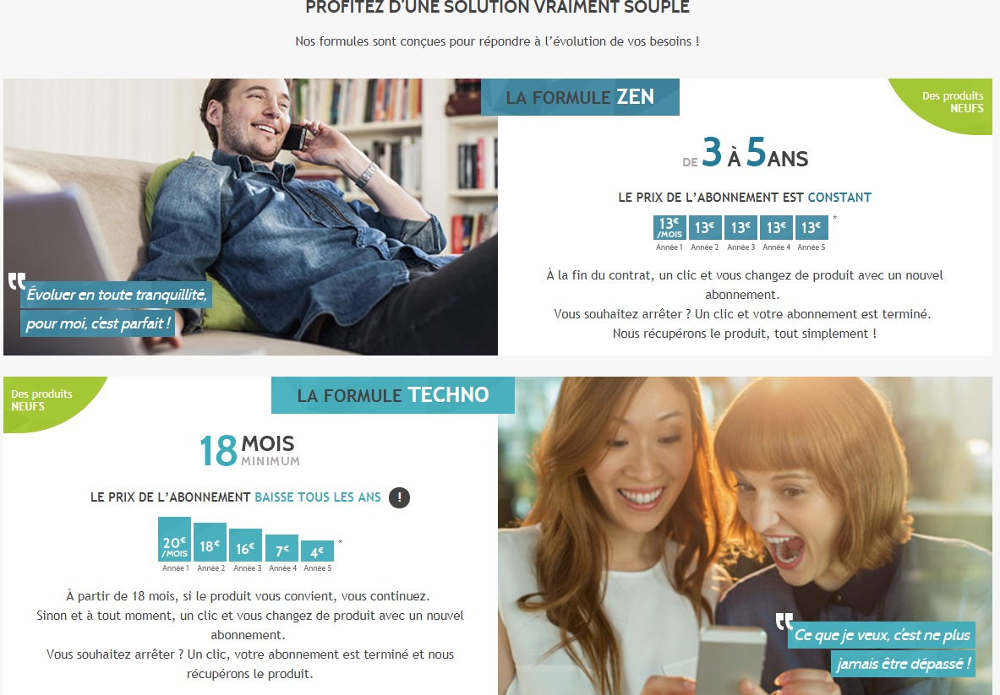 PROFITEZ D'UNE SOLUTION VRAIMENT SOUPLE
Nos formules sont conçues pour répondre à l'évolution de vos besoins !
LA FORMULE ZEN
Des produits
NEUFS
DE 3 À 5 ANS
LE PRIX DE L'ABONNEMENT EST CONSTANT
13€ /MOIS 13€ 13€ 13€ 13€ *
Année 1 Année 2 Année 3 Année 4 Année 5
À la fin du contrat, un clic et vous changez de produit avec un nouvel
abonnement.
Vous souhaitez arrêter ? Un clic et votre abonnement est terminé.
Nous récupérons le produit, tout simplement !
" Évoluer en toute tranquillité,
pour moi, c'est parfait !
Des produits
NEUFS
LA FORMULE TECHNO
18 MOIS
MINIMUM
LE PRIX DE L'ABONNEMENT BAISSE TOUS LES ANS !
20€ /MOIS 18€ 16€ 7€ 4€ *
Année 1 Année 2 Année 3 Année 4 Année 5
À partir de 18 mois, si le produit vous convient, vous continuez.
Sinon et à tout moment, un clic et vous changez de produit avec un nouvel
abonnement.
Vous souhaitez arrêter ? Un clic, votre abonnement est terminé et nous
récupérons le produit.
" Ce que je veux, c'est ne plus
jamais être dépassé !